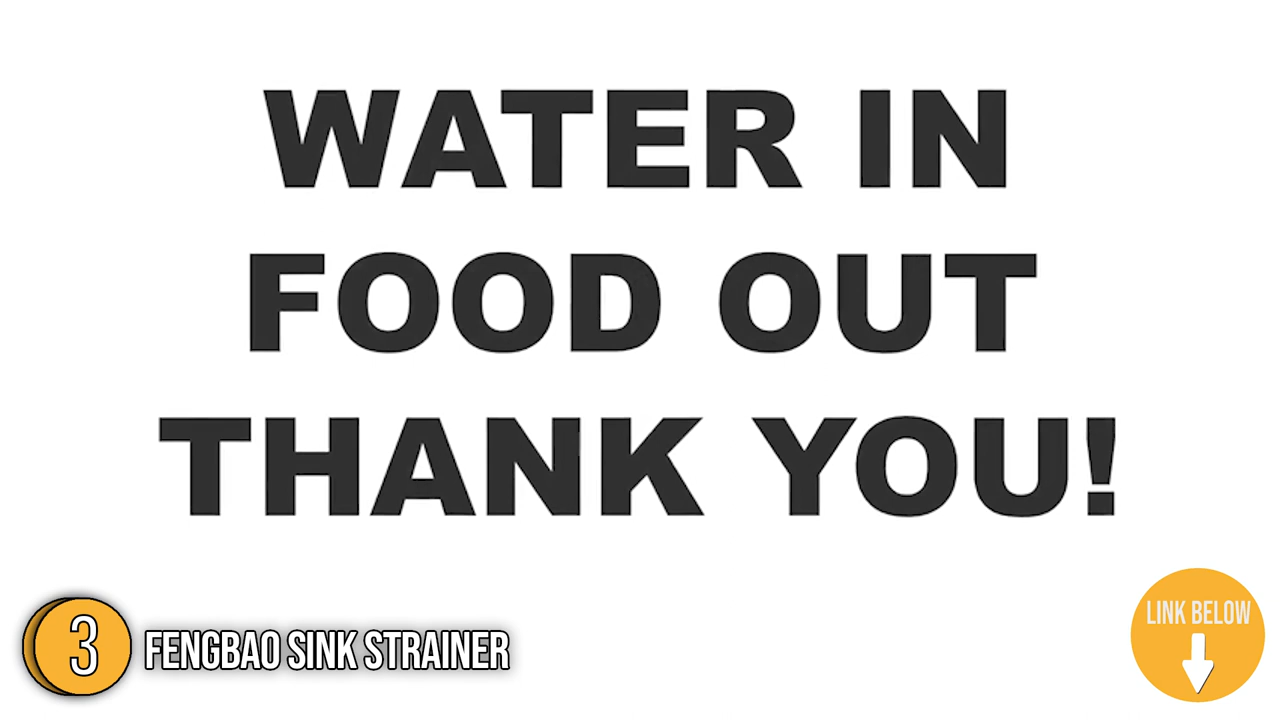 WATER IN
FOOD OUT
THANK YOU!
3
FENGBAO SINK STRAINER
LINK BELOW